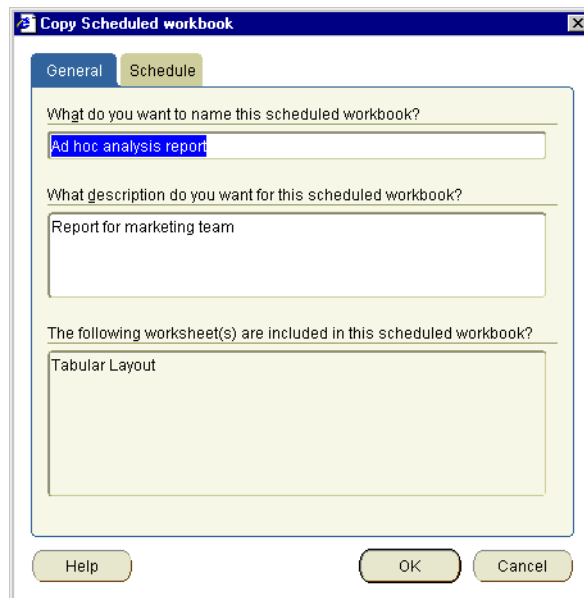 Copy Scheduled workbook
General
Schedule
What do you want to name this scheduled workbook?
Ad hoc analysis report
What description do you want for this scheduled workbook?
Report for marketing team
The following worksheet(s) are included in this scheduled workbook?
Tabular Layout
Help
OK
Cancel